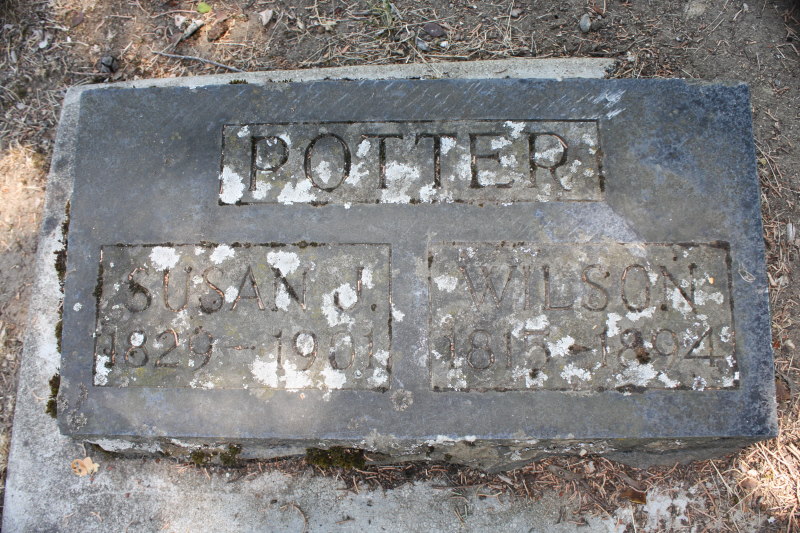 POTTER
SUSAN J.
1829-1901
WILSON
1815-1894